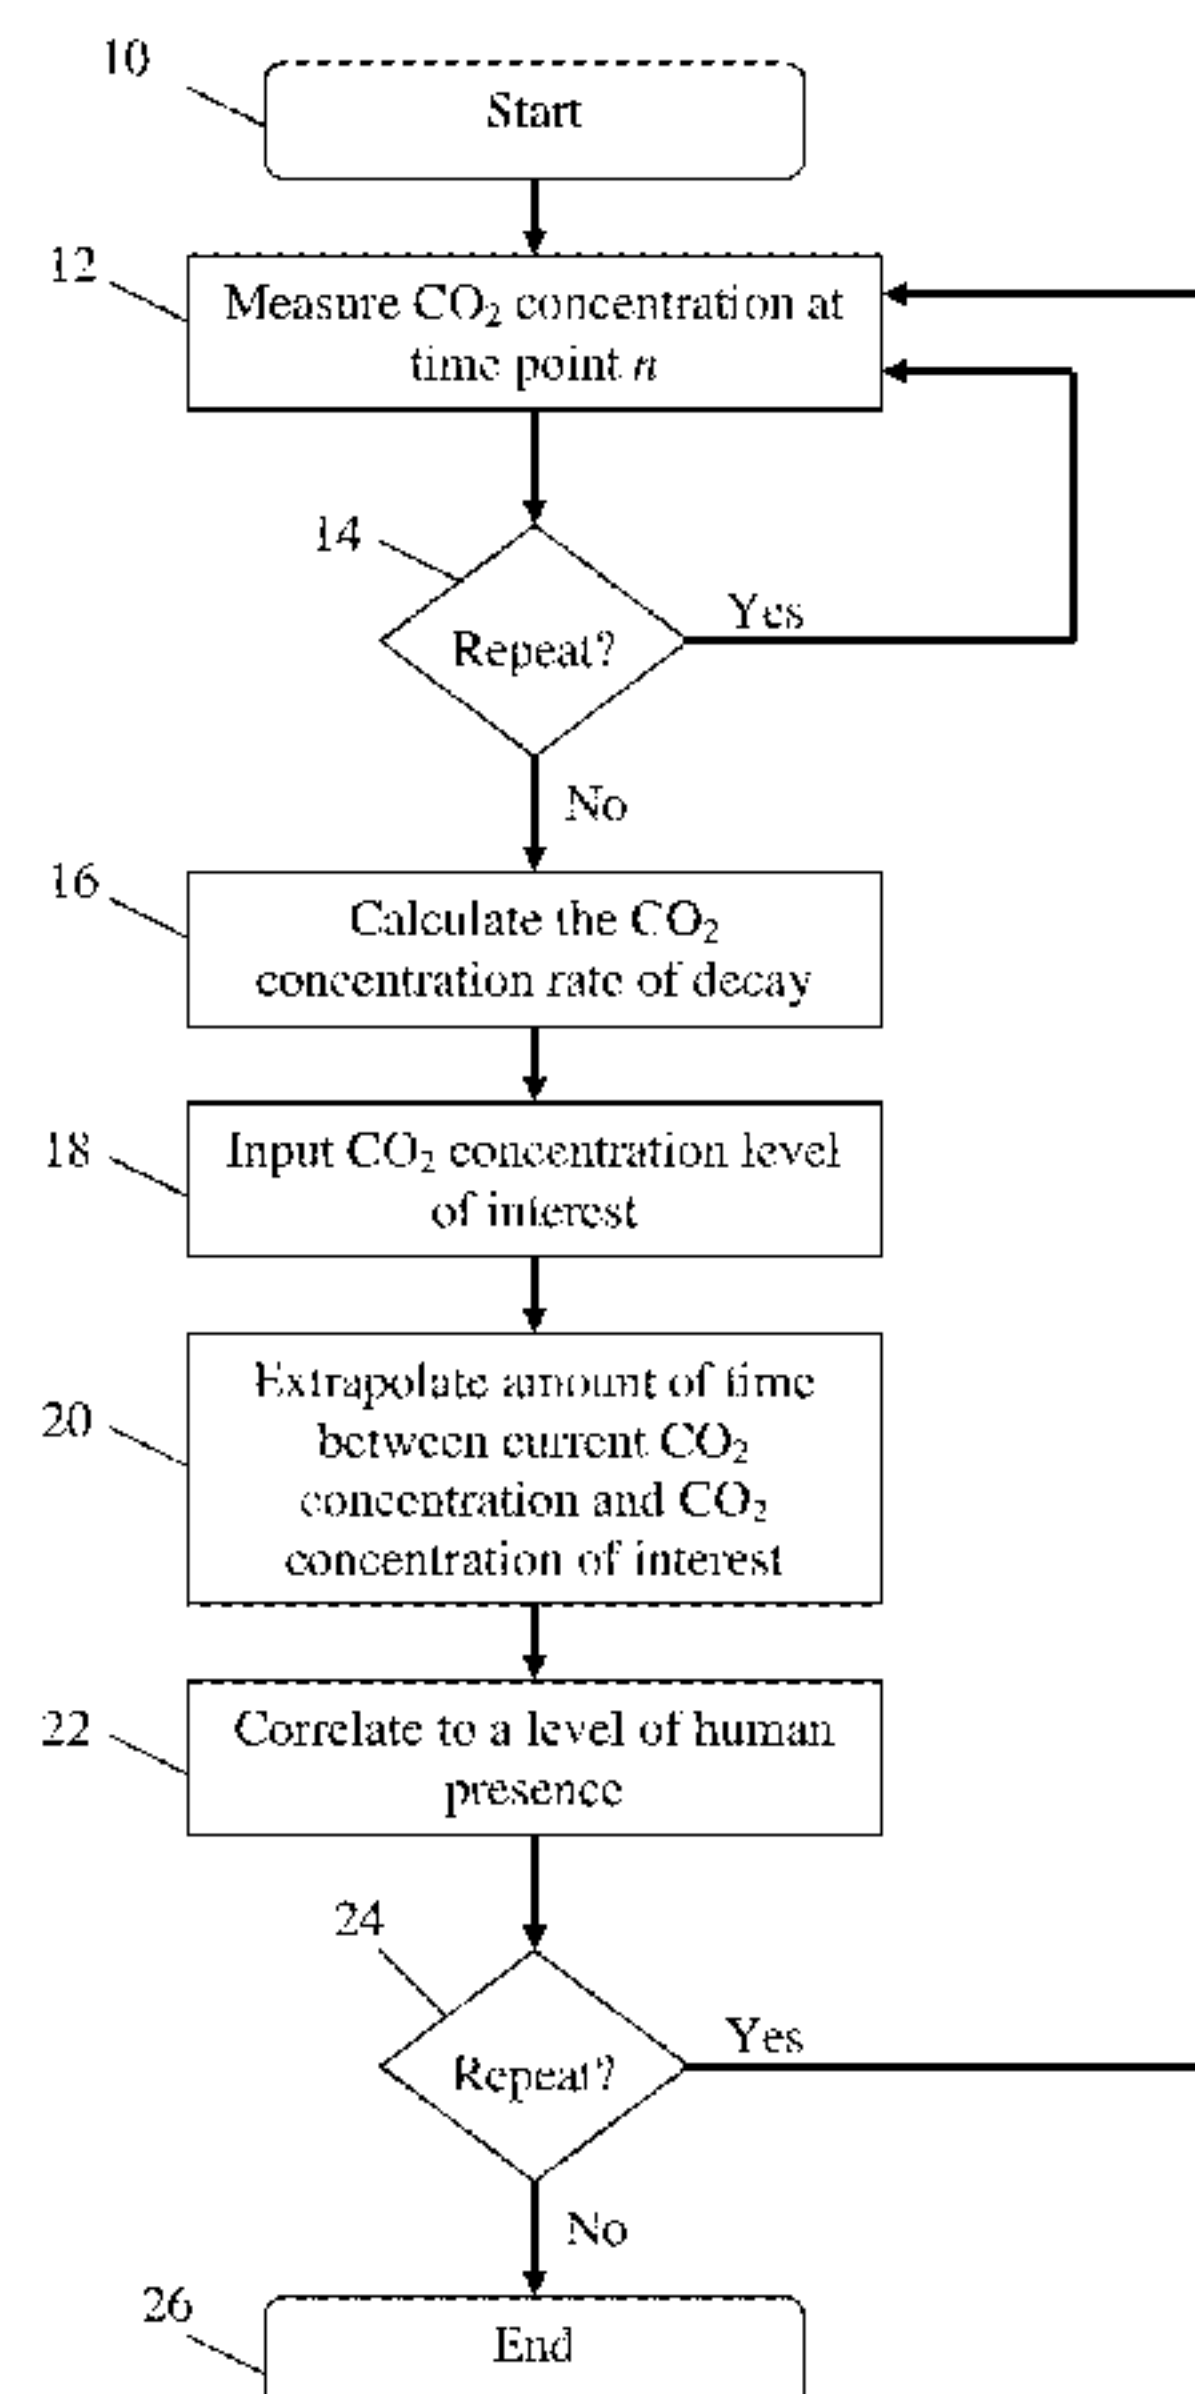 10
Start
12
Measure CO₂ concentration at
time point n
14
Repeat?
Yes
No
16
Calculate the CO₂
concentration rate of decay
18
Input CO₂ concentration level
of interest
20
Extrapolate amount of time
between current CO₂
concentration and CO₂
concentration of interest
22
Correlate to a level of human
presence
24
Repeat?
Yes
No
26
End